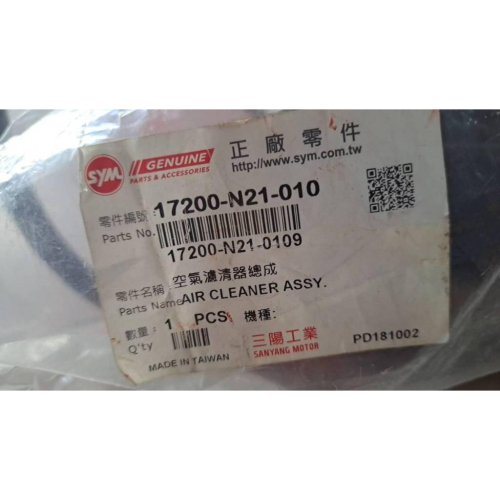 SYM GENUINE
PARTS & ACCESSORIES
正廠零件
http://www.sym.com.tw
零件編號: 17200-N21-010
Parts No.
17200-N21-0109
零件名稱: 空氣濾清器總成
Parts Name AIR CLEANER ASSY.
數量: 1 PCS 機種:
Q'ty
三陽工業
SANYANG MOTOR
PD181002
MADE IN TAIWAN